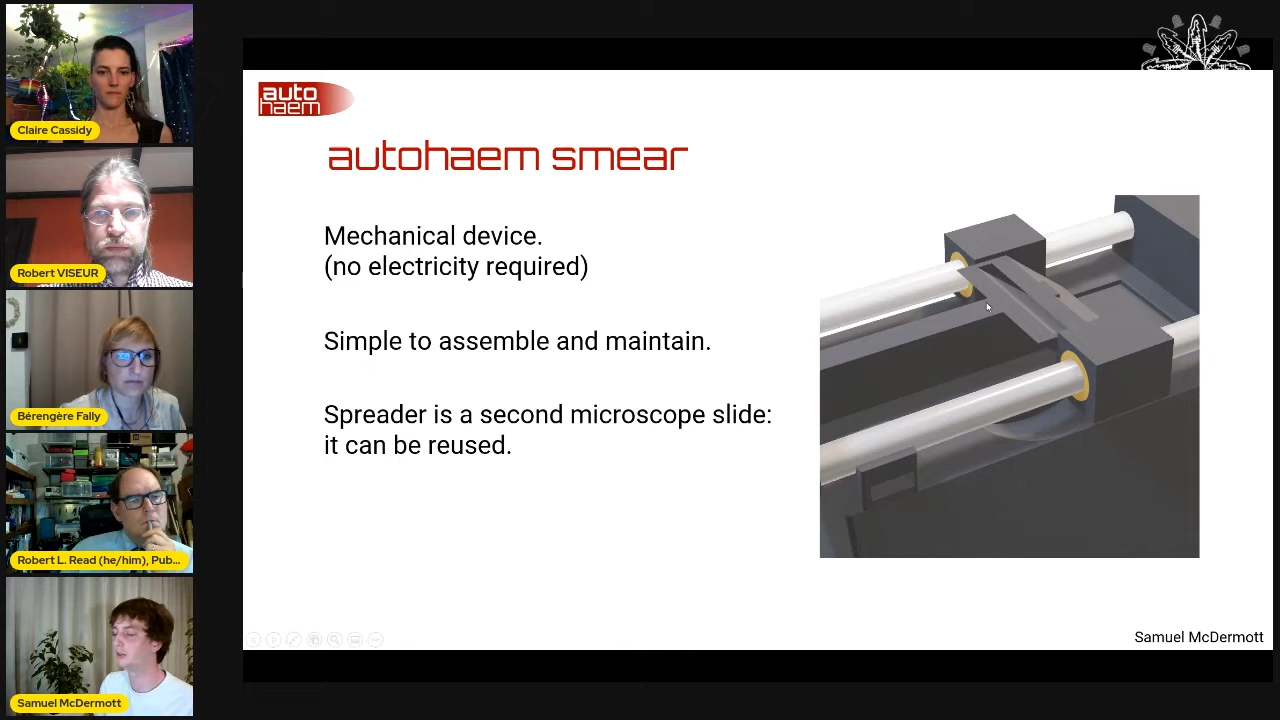 Claire Cassidy
Robert VISEUR
Bérengère Fally
Robert L. Read (he/him), Pub...
Samuel McDermott
auto
haem
autohaem smear
Mechanical device.
(no electricity required)
Simple to assemble and maintain.
Spreader is a second microscope slide:
it can be reused.
Samuel McDermott